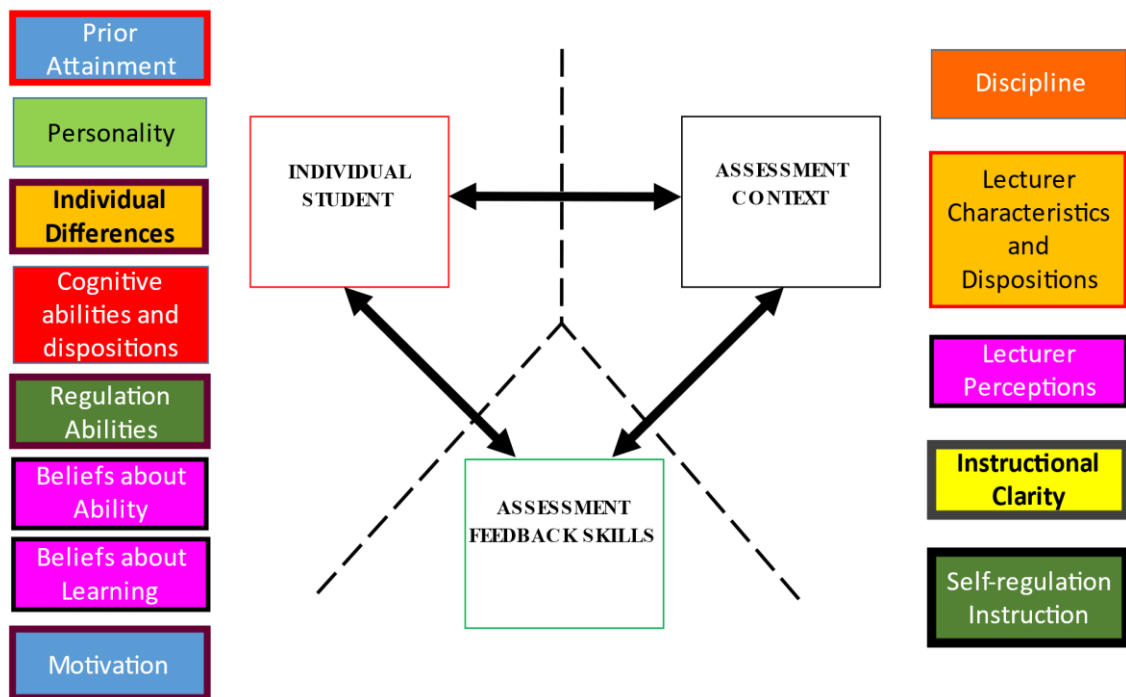 Prior
Attainment
Personality
Individual
Differences
Cognitive
abilities and
dispositions
Regulation
Abilities
Beliefs about
Ability
Beliefs about
Learning
Motivation
INDIVIDUAL
STUDENT
ASSESSMENT
CONTEXT
ASSESSMENT
FEEDBACK SKILLS
Discipline
Lecturer
Characteristics
and
Dispositions
Lecturer
Perceptions
Instructional
Clarity
Self-regulation
Instruction